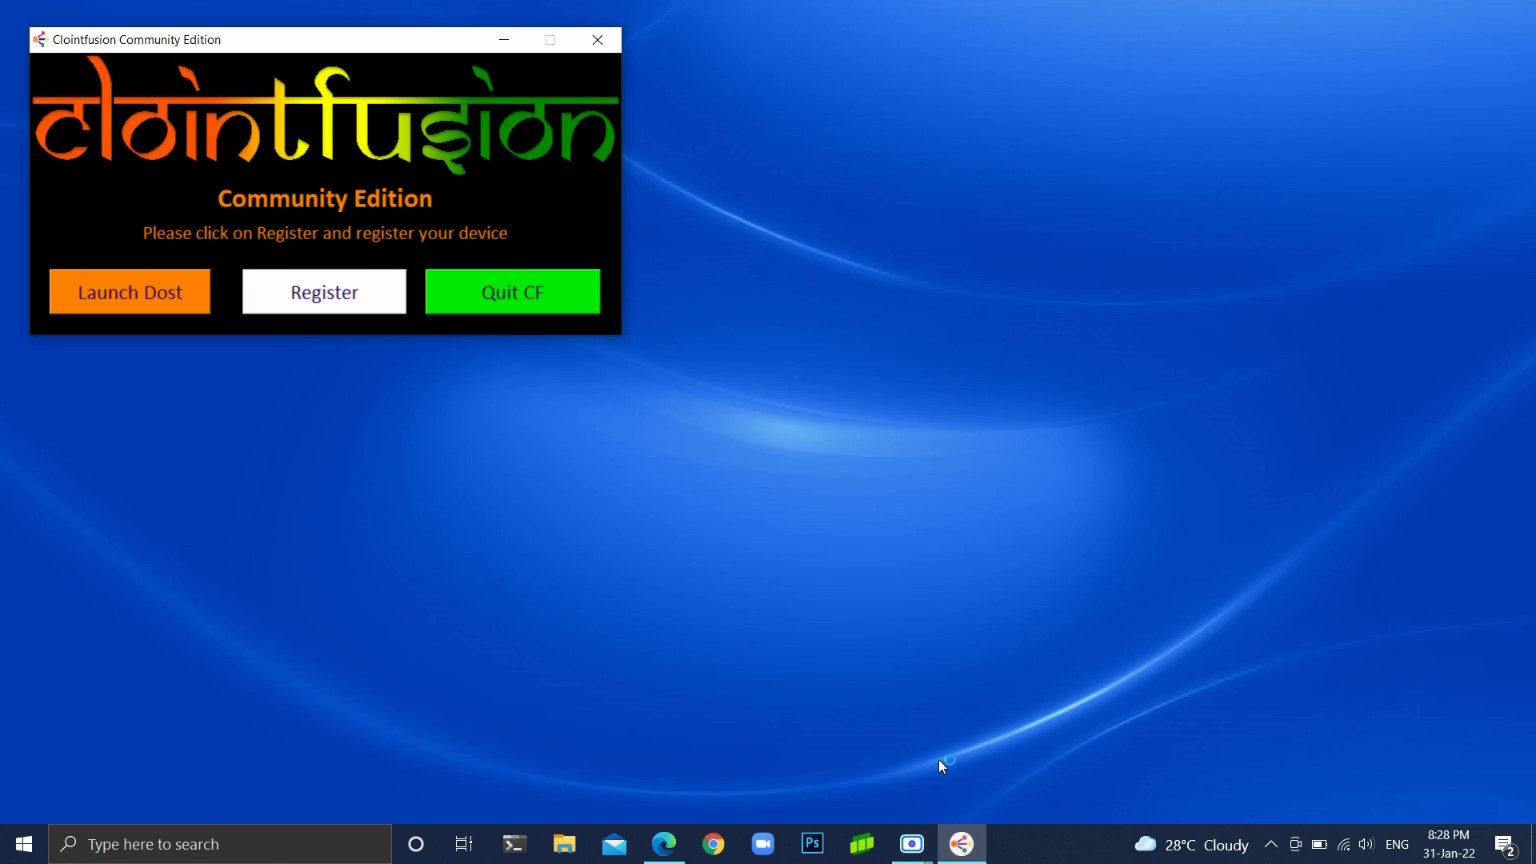 Clointfusion Community Edition
clointfusion
Community Edition
Please click on Register and register your device
Launch Dost
Register
Quit CF
Type here to search
Ps
28°C Cloudy
ENG
8:28 PM
31-Jan-22
2